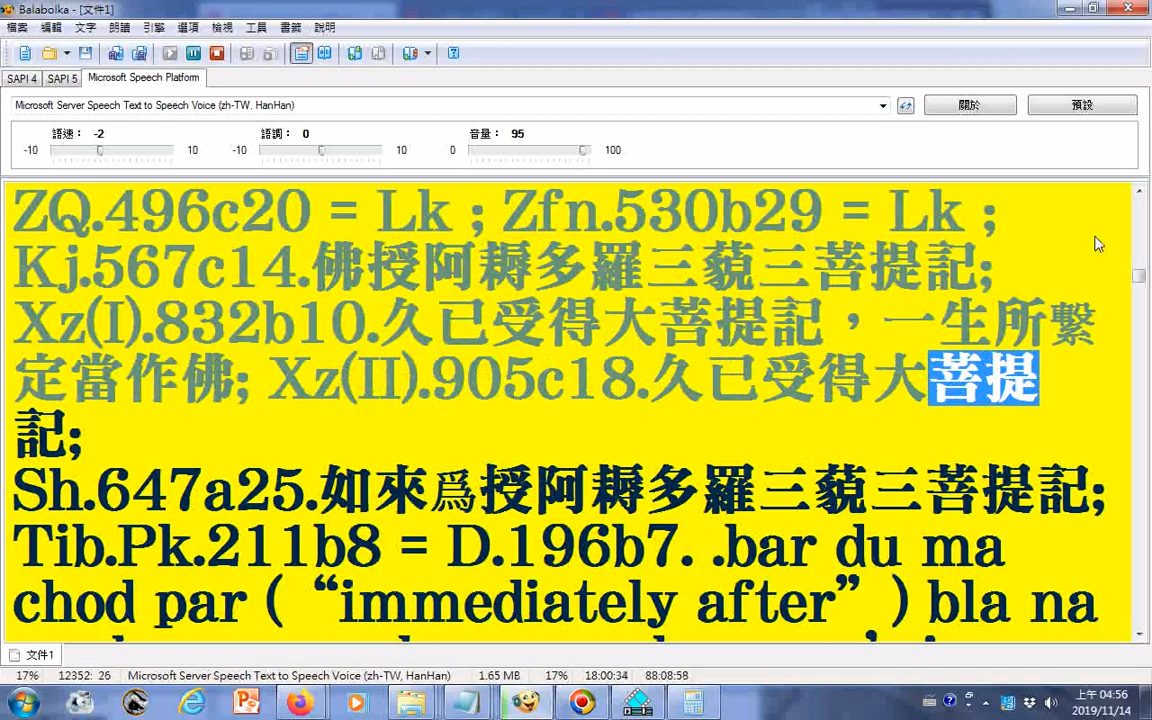 Balabolka - [文件1]
檔案 編輯 文字 朗讀 引擎 選項 檢視 工具 書籤 說明
SAPI 4 SAPI 5 Microsoft Speech Platform
Microsoft Server Speech Text to Speech Voice (zh-TW, HanHan) 關於 預設
語速： -2 語調： 0 音量： 95
-10 10 -10 10 0 100
ZQ.496c20 = Lk ; Zfn.530b29 = Lk ;
Kj.567c14.佛授阿耨多羅三藐三菩提記;
Xz(I).832b10.久已受得大菩提記，一生所繫
定當作佛; Xz(II).905c18.久已受得大菩提
記;
Sh.647a25.如來爲授阿耨多羅三藐三菩提記;
Tib.Pk.211b8 = D.196b7. .bar du ma
chod par (“immediately after”) bla na
文件1
17% 12352: 26 Microsoft Server Speech Text to Speech Voice (zh-TW, HanHan) 1.65 MB 17% 18:00:34 88:08:58
上午 04:56
2019/11/14